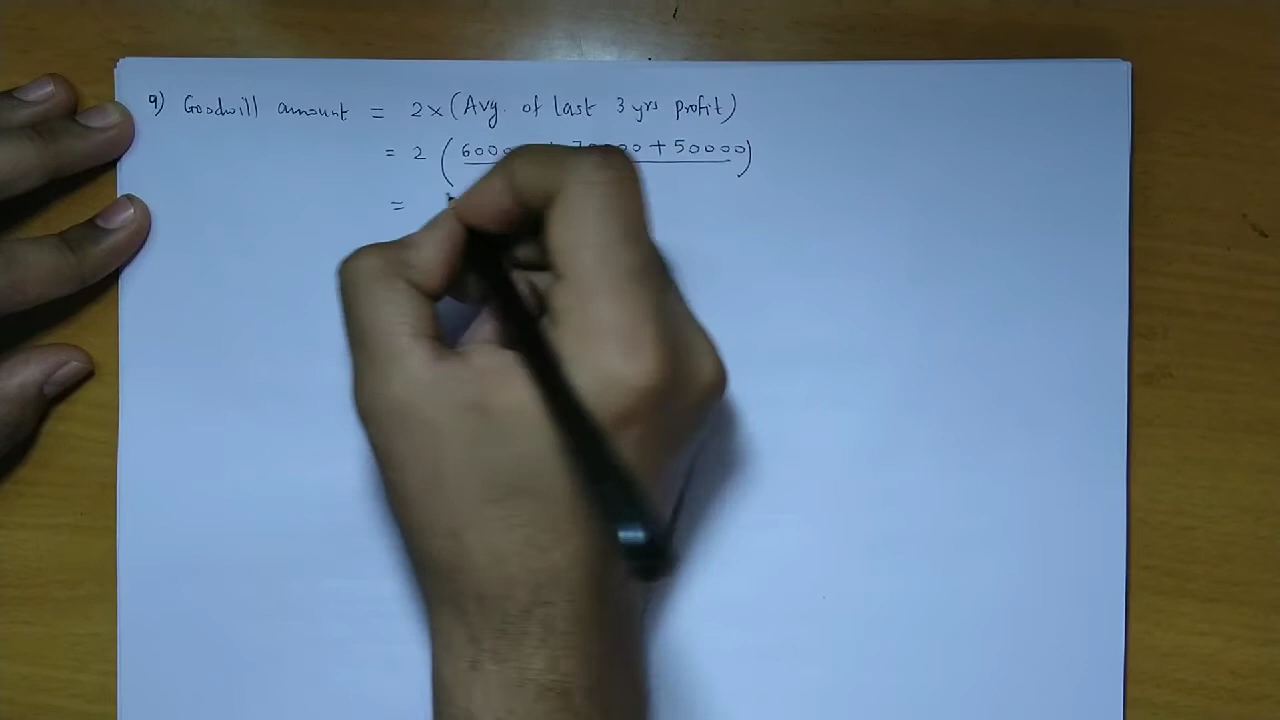 9) Goodwill amount = 2×(Avg. of last 3 yrs profit)
= 2 ( + 50000)
=